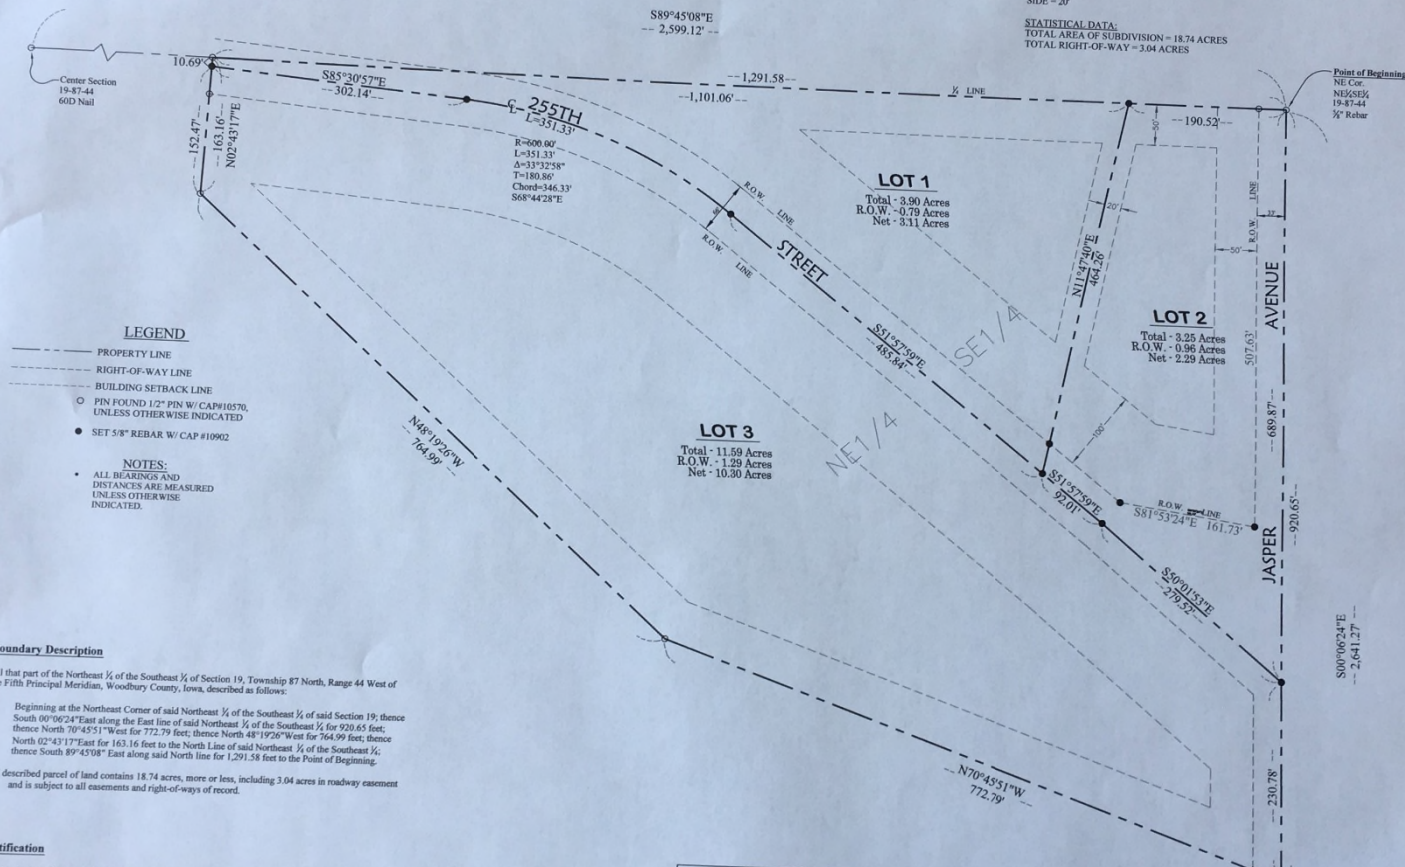 SIDE = 20'
S89°45'08"E
-- 2,599.12' --
STATISTICAL DATA:
TOTAL AREA OF SUBDIVISION = 18.74 ACRES
TOTAL RIGHT-OF-WAY = 3.04 ACRES
Center Section
19-87-44
60D Nail
10.69'
S85°30'57"E
302.14'
--1,291.58--
--1,101.06'--
¼ LINE
Point of Beginning
NE Cor.
NE¼SE¼
19-87-44
½" Rebar
--190.52'--
50'
--152.47'--
--163.16'--
N02°43'17"E
℄ 255TH
L=351.33'
R=600.00'
L=351.33'
Δ=33°32'58"
T=180.86'
Chord=346.33'
S68°44'28"E
R.O.W. LINE
R.O.W. LINE
STREET
LOT 1
Total - 3.90 Acres
R.O.W. - 0.79 Acres
Net - 3.11 Acres
20'
N11°47'40"E
464.26'
R.O.W. LINE
--50'--
AVENUE
LOT 2
Total - 3.25 Acres
R.O.W. - 0.96 Acres
Net - 2.29 Acres
507.63'
S51°57'59"E
--485.84'--
SE1/4
NE1/4
LEGEND
PROPERTY LINE
RIGHT-OF-WAY LINE
BUILDING SETBACK LINE
PIN FOUND 1/2" PIN W/ CAP#10570,
UNLESS OTHERWISE INDICATED
SET 5/8" REBAR W/ CAP #10902
NOTES:
• ALL BEARINGS AND
DISTANCES ARE MEASURED
UNLESS OTHERWISE
INDICATED.
N48°19'26"W
764.99'
LOT 3
Total - 11.59 Acres
R.O.W. - 1.29 Acres
Net - 10.30 Acres
--100'--
--689.87'--
S51°57'59"E
92.01'
R.O.W. LINE
S81°53'24"E 161.73'
JASPER
--920.65'--
S50°01'53"E
--279.52'--
S00°06'24"E
-- 2,641.27' --
N70°45'51"W
772.79'
--230.78'--
oundary Description
l that part of the Northeast ¼ of the Southeast ¼ of Section 19, Township 87 North, Range 44 West of
Fifth Principal Meridian, Woodbury County, Iowa, described as follows:
Beginning at the Northeast Corner of said Northeast ¼ of the Southeast ¼ of said Section 19; thence
South 00°06'24"East along the East line of said Northeast ¼ of the Southeast ¼ for 920.65 feet;
thence North 70°45'51"West for 772.79 feet; thence North 48°19'26"West for 764.99 feet; thence
North 02°43'17"East for 163.16 feet to the North Line of said Northeast ¼ of the Southeast ¼;
thence South 89°45'08" East along said North line for 1,291.58 feet to the Point of Beginning.
described parcel of land contains 18.74 acres, more or less, including 3.04 acres in roadway easement
and is subject to all easements and right-of-ways of record.
tification